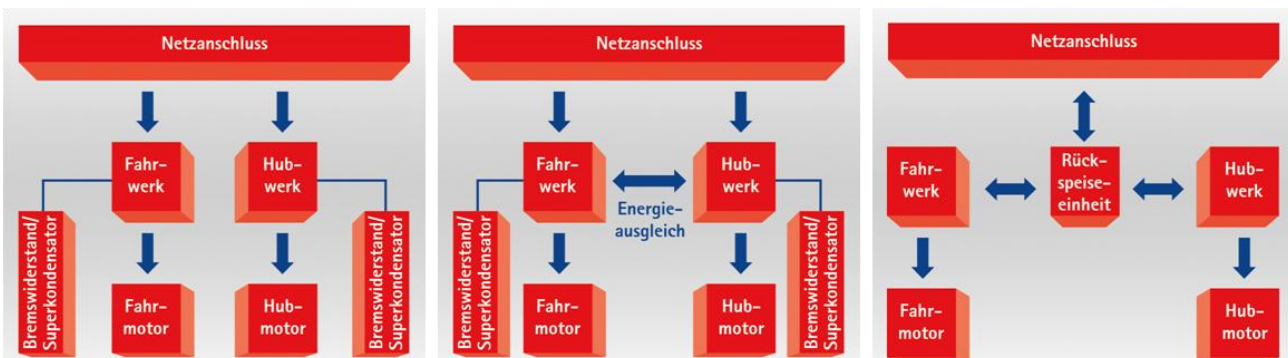 Netzanschluss
Fahr-
werk
Hub-
werk
Bremswiderstand/
Superkondensator
Fahr-
motor
Hub-
motor
Bremswiderstand/
Superkondensator
Netzanschluss
Fahr-
werk
Energie-
ausgleich
Hub-
werk
Bremswiderstand/
Superkondensator
Fahr-
motor
Hub-
motor
Bremswiderstand/
Superkondensator
Netzanschluss
Fahr-
werk
Rück-
speise-
einheit
Hub-
werk
Fahr-
motor
Hub-
motor